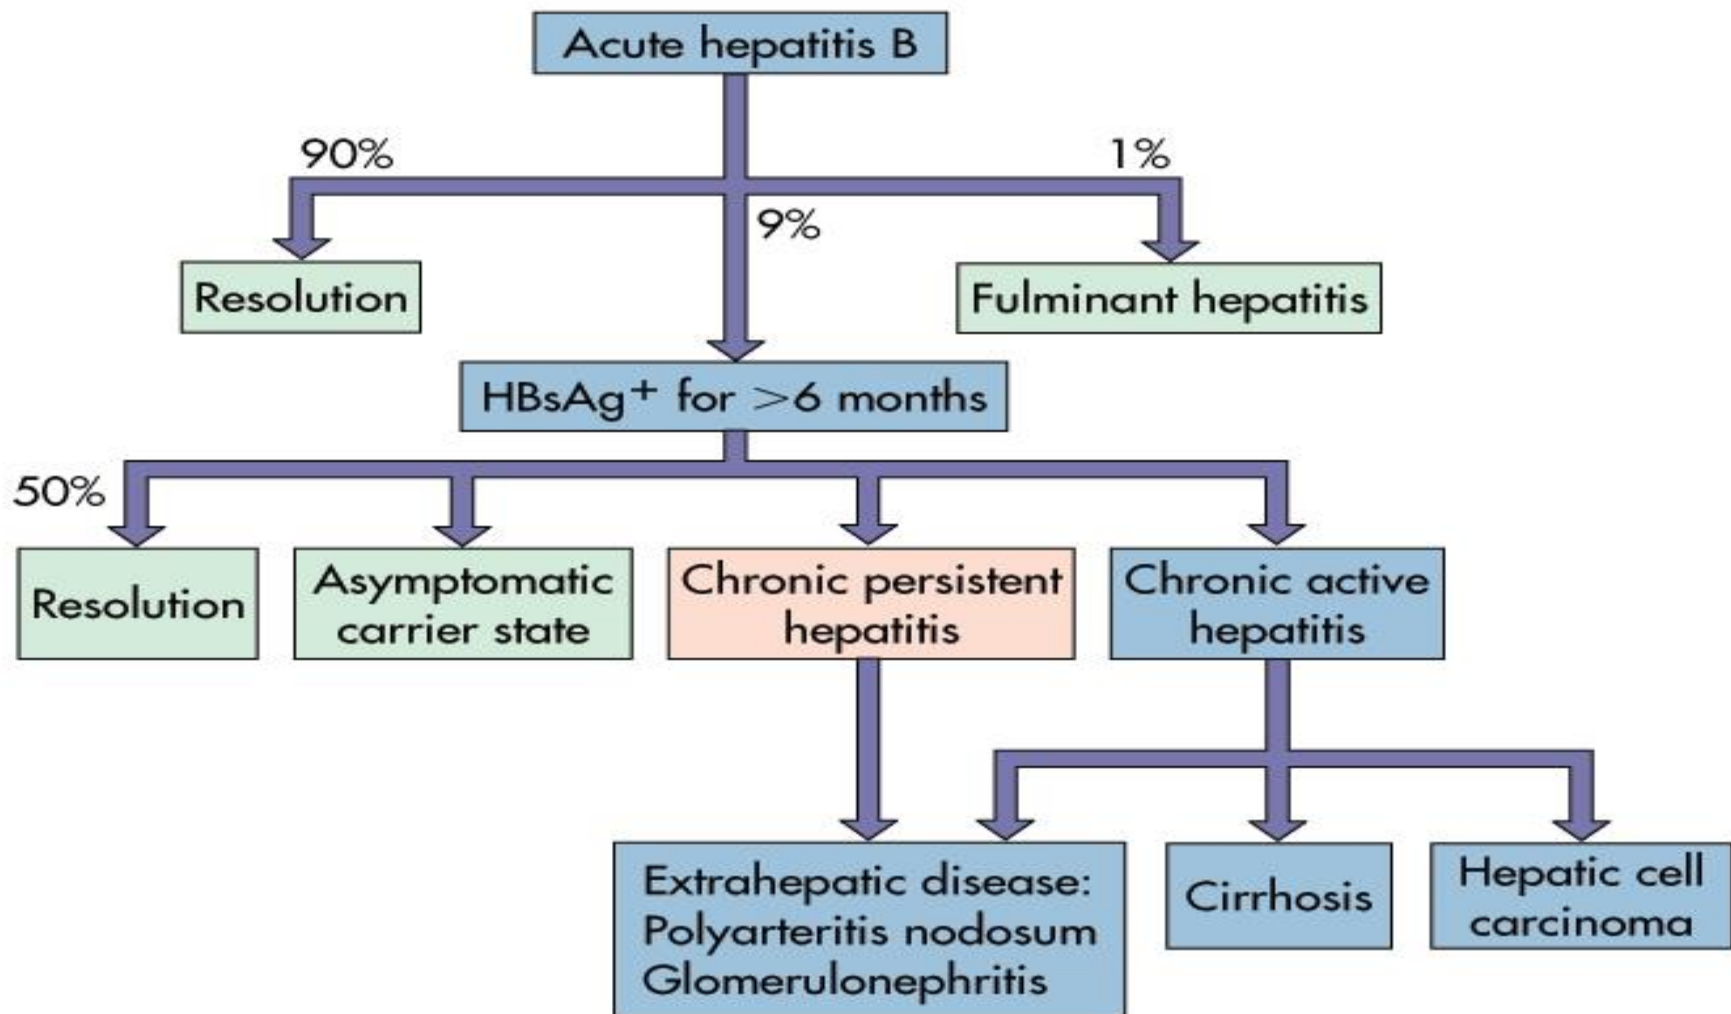 Acute hepatitis B
90%
1%
9%
Resolution
Fulminant hepatitis
HBsAg+ for >6 months
50%
Resolution
Asymptomatic
carrier state
Chronic persistent
hepatitis
Chronic active
hepatitis
Extrahepatic disease:
Polyarteritis nodosum
Glomerulonephritis
Cirrhosis
Hepatic cell
carcinoma